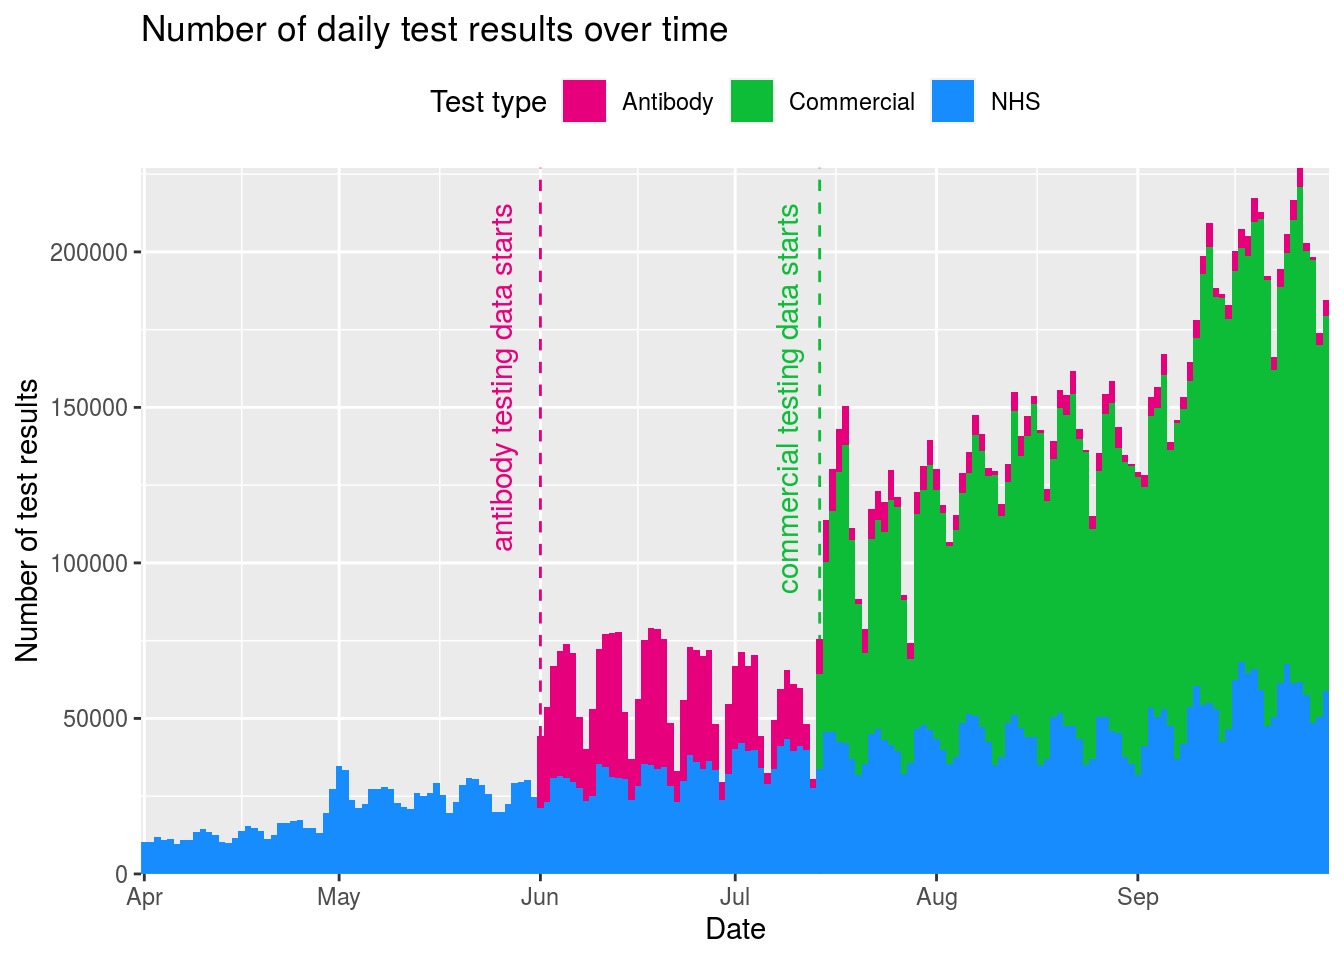 Number of daily test results over time
Test type Antibody Commercial NHS
Number of test results
200000
150000
100000
50000
0
antibody testing data starts
commercial testing data starts
Apr May Jun Jul Aug Sep
Date